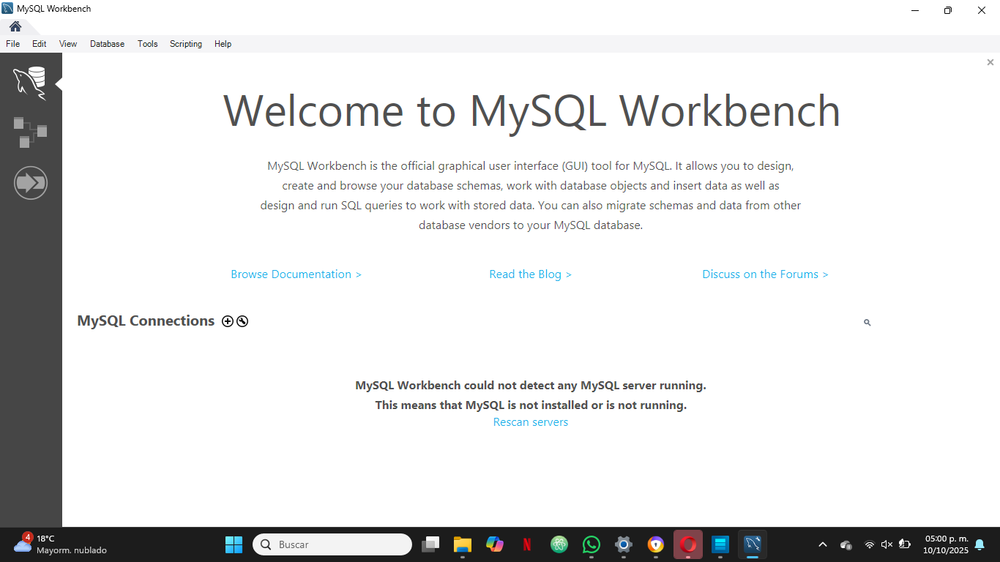 MySQL Workbench
File Edit View Database Tools Scripting Help
Welcome to MySQL Workbench
MySQL Workbench is the official graphical user interface (GUI) tool for MySQL. It allows you to design,
create and browse your database schemas, work with database objects and insert data as well as
design and run SQL queries to work with stored data. You can also migrate schemas and data from other
database vendors to your MySQL database.
Browse Documentation > Read the Blog > Discuss on the Forums >
MySQL Connections
MySQL Workbench could not detect any MySQL server running.
This means that MySQL is not installed or is not running.
Rescan servers
4
18°C
Mayorm. nublado
Buscar
N
05:00 p. m.
10/10/2025